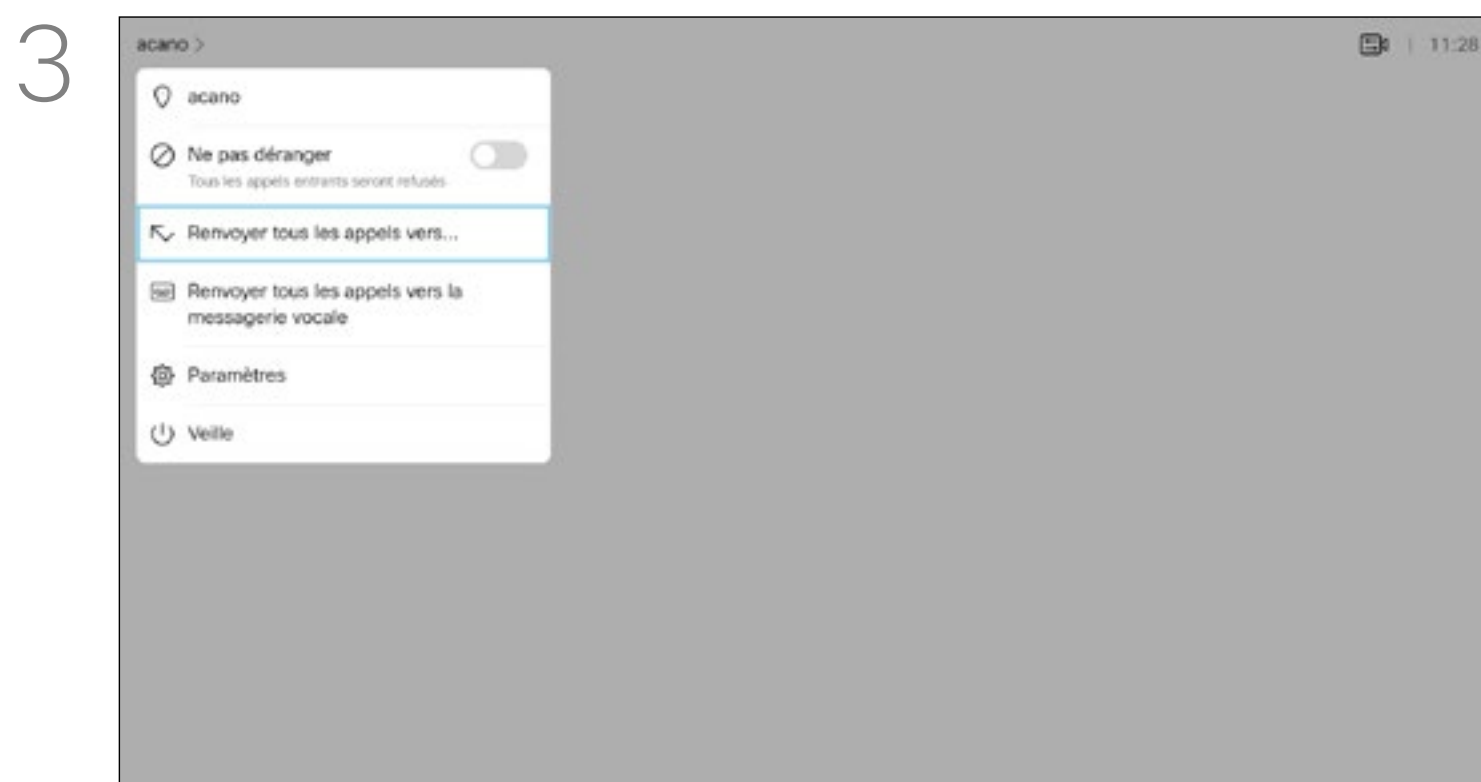 3
acano >
11:28
acano
Ne pas déranger
Tous les appels entrants seront refusés
Renvoyer tous les appels vers...
Renvoyer tous les appels vers la
messagerie vocale
Paramètres
Veille